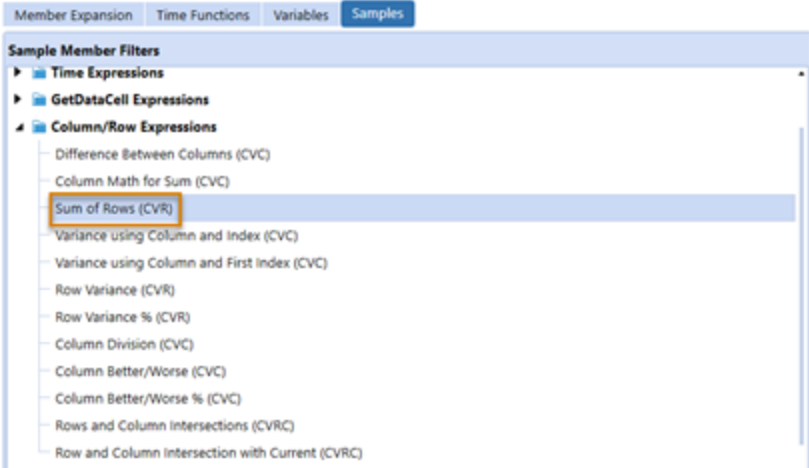 Member Expansion Time Functions Variables Samples
Sample Member Filters
Time Expressions
GetDataCell Expressions
Column/Row Expressions
Difference Between Columns (CVC)
Column Math for Sum (CVC)
Sum of Rows (CVR)
Variance using Column and Index (CVC)
Variance using Column and First Index (CVC)
Row Variance (CVR)
Row Variance % (CVR)
Column Division (CVC)
Column Better/Worse (CVC)
Column Better/Worse % (CVC)
Rows and Column Intersections (CVRC)
Row and Column Intersection with Current (CVRC)